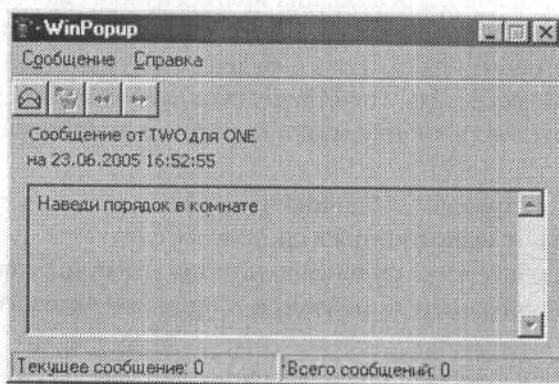 WinPopup
Сообщение Справка
Сообщение от TWO для ONE
на 23.06.2005 16:52:55
Наведи порядок в комнате
Текущее сообщение: 0 Всего сообщений: 0